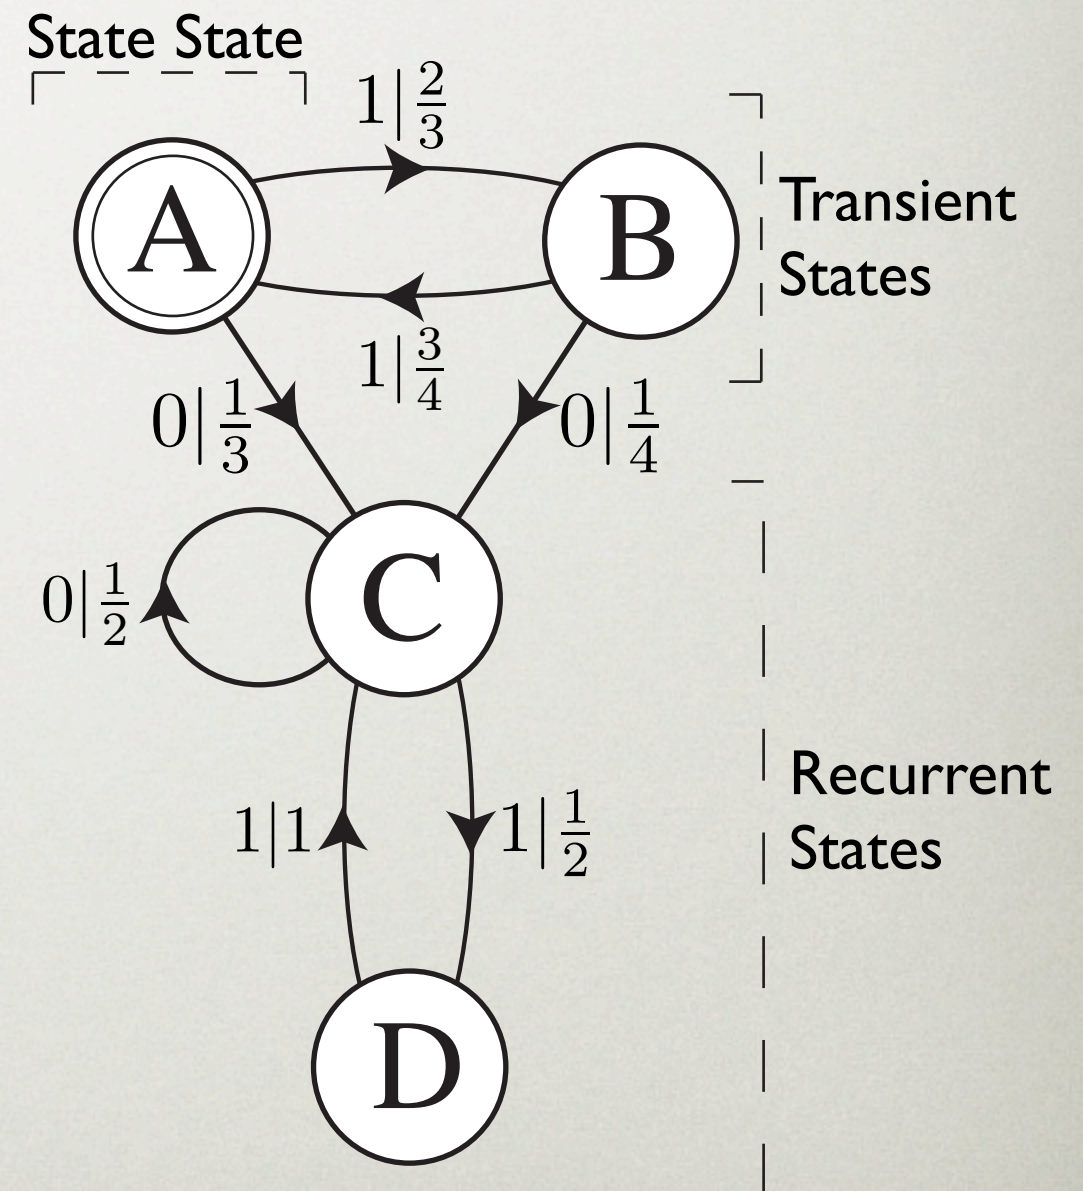 State State
1|2/3
A
B
Transient
States
1|3/4
0|1/3
0|1/4
C
0|1/2
1|1
1|1/2
Recurrent
States
D